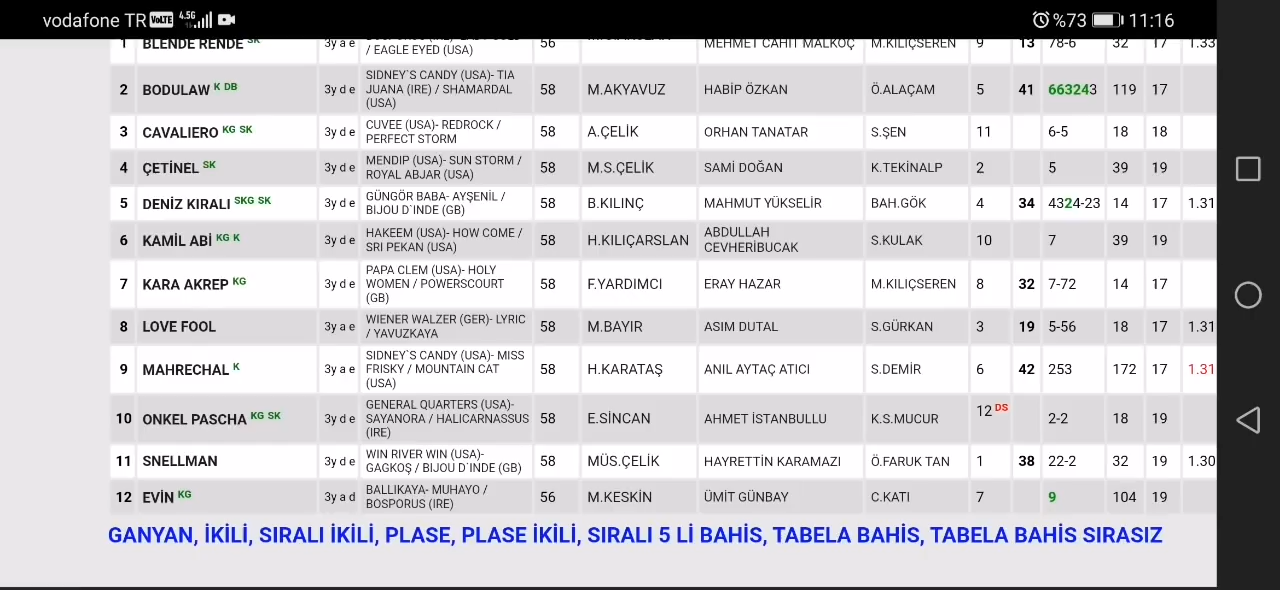 vodafone TR VoLTE 4.5G %73 11:16
1 BLENDE RENDE SK 3y a e / EAGLE EYED (USA) 56 MEHMET CAHİT MALKOÇ M.KILIÇSEREN 9 13 78-6 32 17 1.33
2 BODULAW K DB 3y d e SIDNEY`S CANDY (USA)- TIA JUANA (IRE) / SHAMARDAL (USA) 58 M.AKYAVUZ HABİP ÖZKAN Ö.ALAÇAM 5 41 663243 119 17
3 CAVALIERO KG SK 3y d e CUVEE (USA)- REDROCK / PERFECT STORM 58 A.ÇELİK ORHAN TANATAR S.ŞEN 11 6-5 18 18
4 ÇETİNEL SK 3y d e MENDIP (USA)- SUN STORM / ROYAL ABJAR (USA) 58 M.S.ÇELİK SAMİ DOĞAN K.TEKİNALP 2 5 39 19
5 DENİZ KIRALI SKG SK 3y d e GÜNGÖR BABA- AYŞENİL / BIJOU D`INDE (GB) 58 B.KILINÇ MAHMUT YÜKSELİR BAH.GÖK 4 34 4324-23 14 17 1.31
6 KAMİL ABİ KG K 3y d e HAKEEM (USA)- HOW COME / SRI PEKAN (USA) 58 H.KILIÇARSLAN ABDULLAH CEVHERİBUCAK S.KULAK 10 7 39 19
7 KARA AKREP KG 3y d e PAPA CLEM (USA)- HOLY WOMEN / POWERSCOURT (GB) 58 F.YARDIMCI ERAY HAZAR M.KILIÇSEREN 8 32 7-72 14 17
8 LOVE FOOL 3y a e WIENER WALZER (GER)- LYRIC / YAVUZKAYA 58 M.BAYIR ASIM DUTAL S.GÜRKAN 3 19 5-56 18 17 1.31
9 MAHRECHAL K 3y a e SIDNEY`S CANDY (USA)- MISS FRISKY / MOUNTAIN CAT (USA) 58 H.KARATAŞ ANIL AYTAÇ ATICI S.DEMİR 6 42 253 172 17 1.31
10 ONKEL PASCHA KG SK 3y d e GENERAL QUARTERS (USA)- SAYANORA / HALICARNASSUS (IRE) 58 E.SİNCAN AHMET İSTANBULLU K.S.MUCUR 12 DS 2-2 18 19
11 SNELLMAN 3y d e WIN RIVER WIN (USA)- GAGKOŞ / BIJOU D`INDE (GB) 58 MÜS.ÇELİK HAYRETTİN KARAMAZI Ö.FARUK TAN 1 38 22-2 32 19 1.30
12 EVİN KG 3y a d BALLIKAYA- MUHAYO / BOSPORUS (IRE) 56 M.KESKİN ÜMİT GÜNBAY C.KATI 7 9 104 19
GANYAN, İKİLİ, SIRALI İKİLİ, PLASE, PLASE İKİLİ, SIRALI 5 Lİ BAHİS, TABELA BAHİS, TABELA BAHİS SIRASIZ